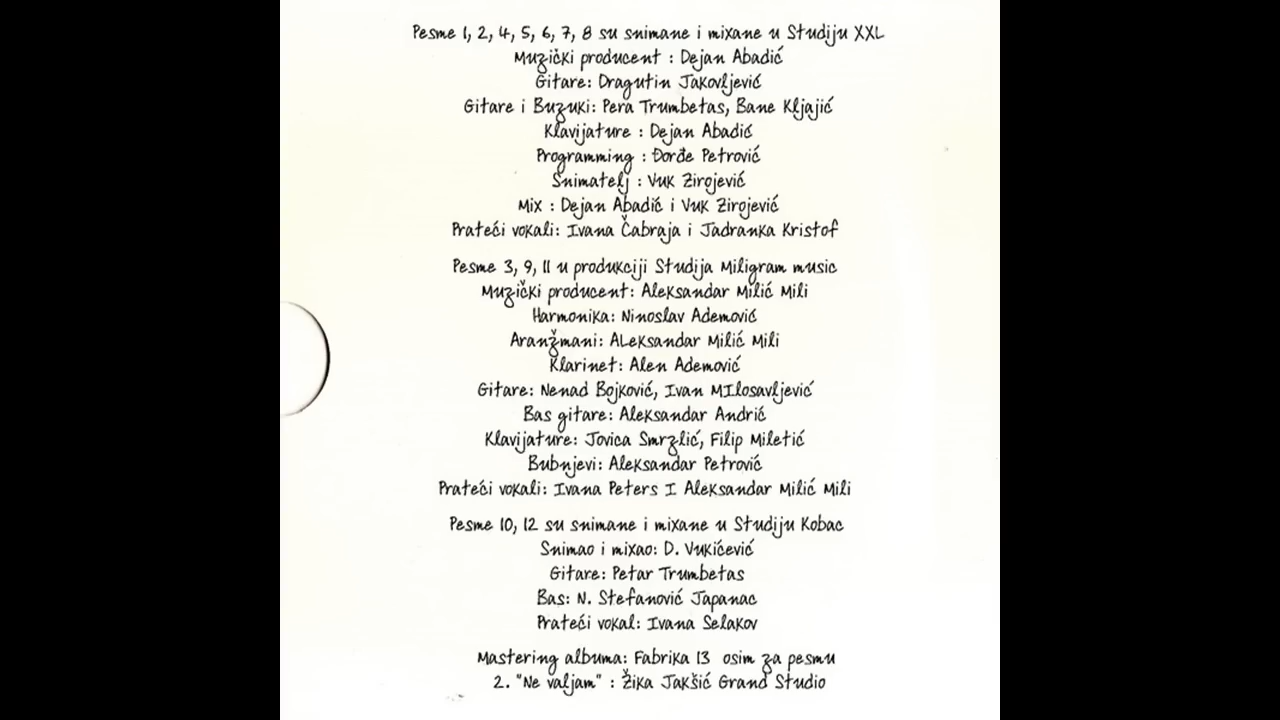 Pesme 1, 2, 4, 5, 6, 7, 8 su snimane i mixane u Studiju XXL
Muzički producent : Dejan Abadić
Gitare: Dragutin Jakovljević
Gitare i Buzuki: Pera Trumbetas, Bane Kljajić
Klavijature : Dejan Abadić
Programming : Đorđe Petrović
Snimatelj : Vuk Zirojević
Mix : Dejan Abadić i Vuk Zirojević
Prateći vokali: Ivana Čabraja i Jadranka Kristof
Pesme 3, 9, 11 u produkciji Studija Miligram music
Muzički producent: Aleksandar Milić Mili
Harmonika: Ninoslav Ademović
Aranžmani: ALeksandar Milić Mili
Klarinet: Alen Ademović
Gitare: Nenad Bojković, Ivan MIlosavljević
Bas gitare: Aleksandar Andrić
Klavijature: Jovica Smrzlić, Filip Miletić
Bubnjevi: Aleksandar Petrović
Prateći vokali: Ivana Peters I Aleksandar Milić Mili
Pesme 10, 12 su snimane i mixane u Studiju Kobac
Snimao i mixao: D. Vukićević
Gitare: Petar Trumbetas
Bas: N. Stefanović Japanac
Prateći vokal: Ivana Selakov
Mastering albuma: Fabrika 13 osim za pesmu
2. "Ne valjam" : Žika Jakšić Grand Studio